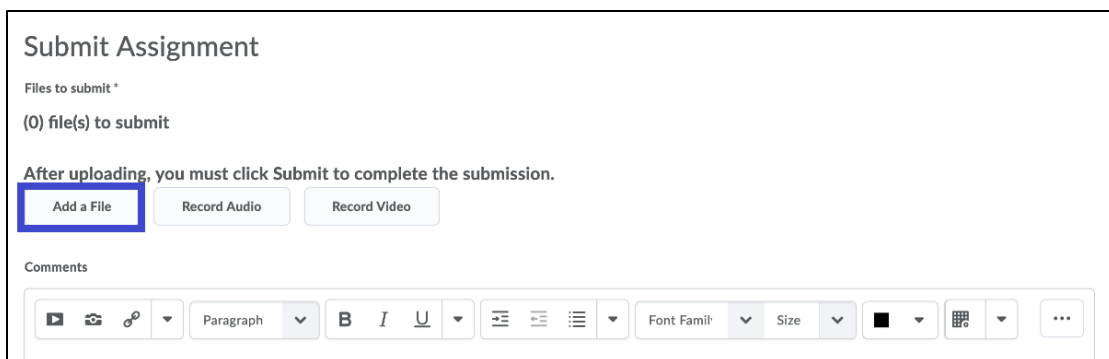 Submit Assignment
Files to submit *
(0) file(s) to submit
After uploading, you must click Submit to complete the submission.
Add a File Record Audio Record Video
Comments
Paragraph B I U Font Famil Size